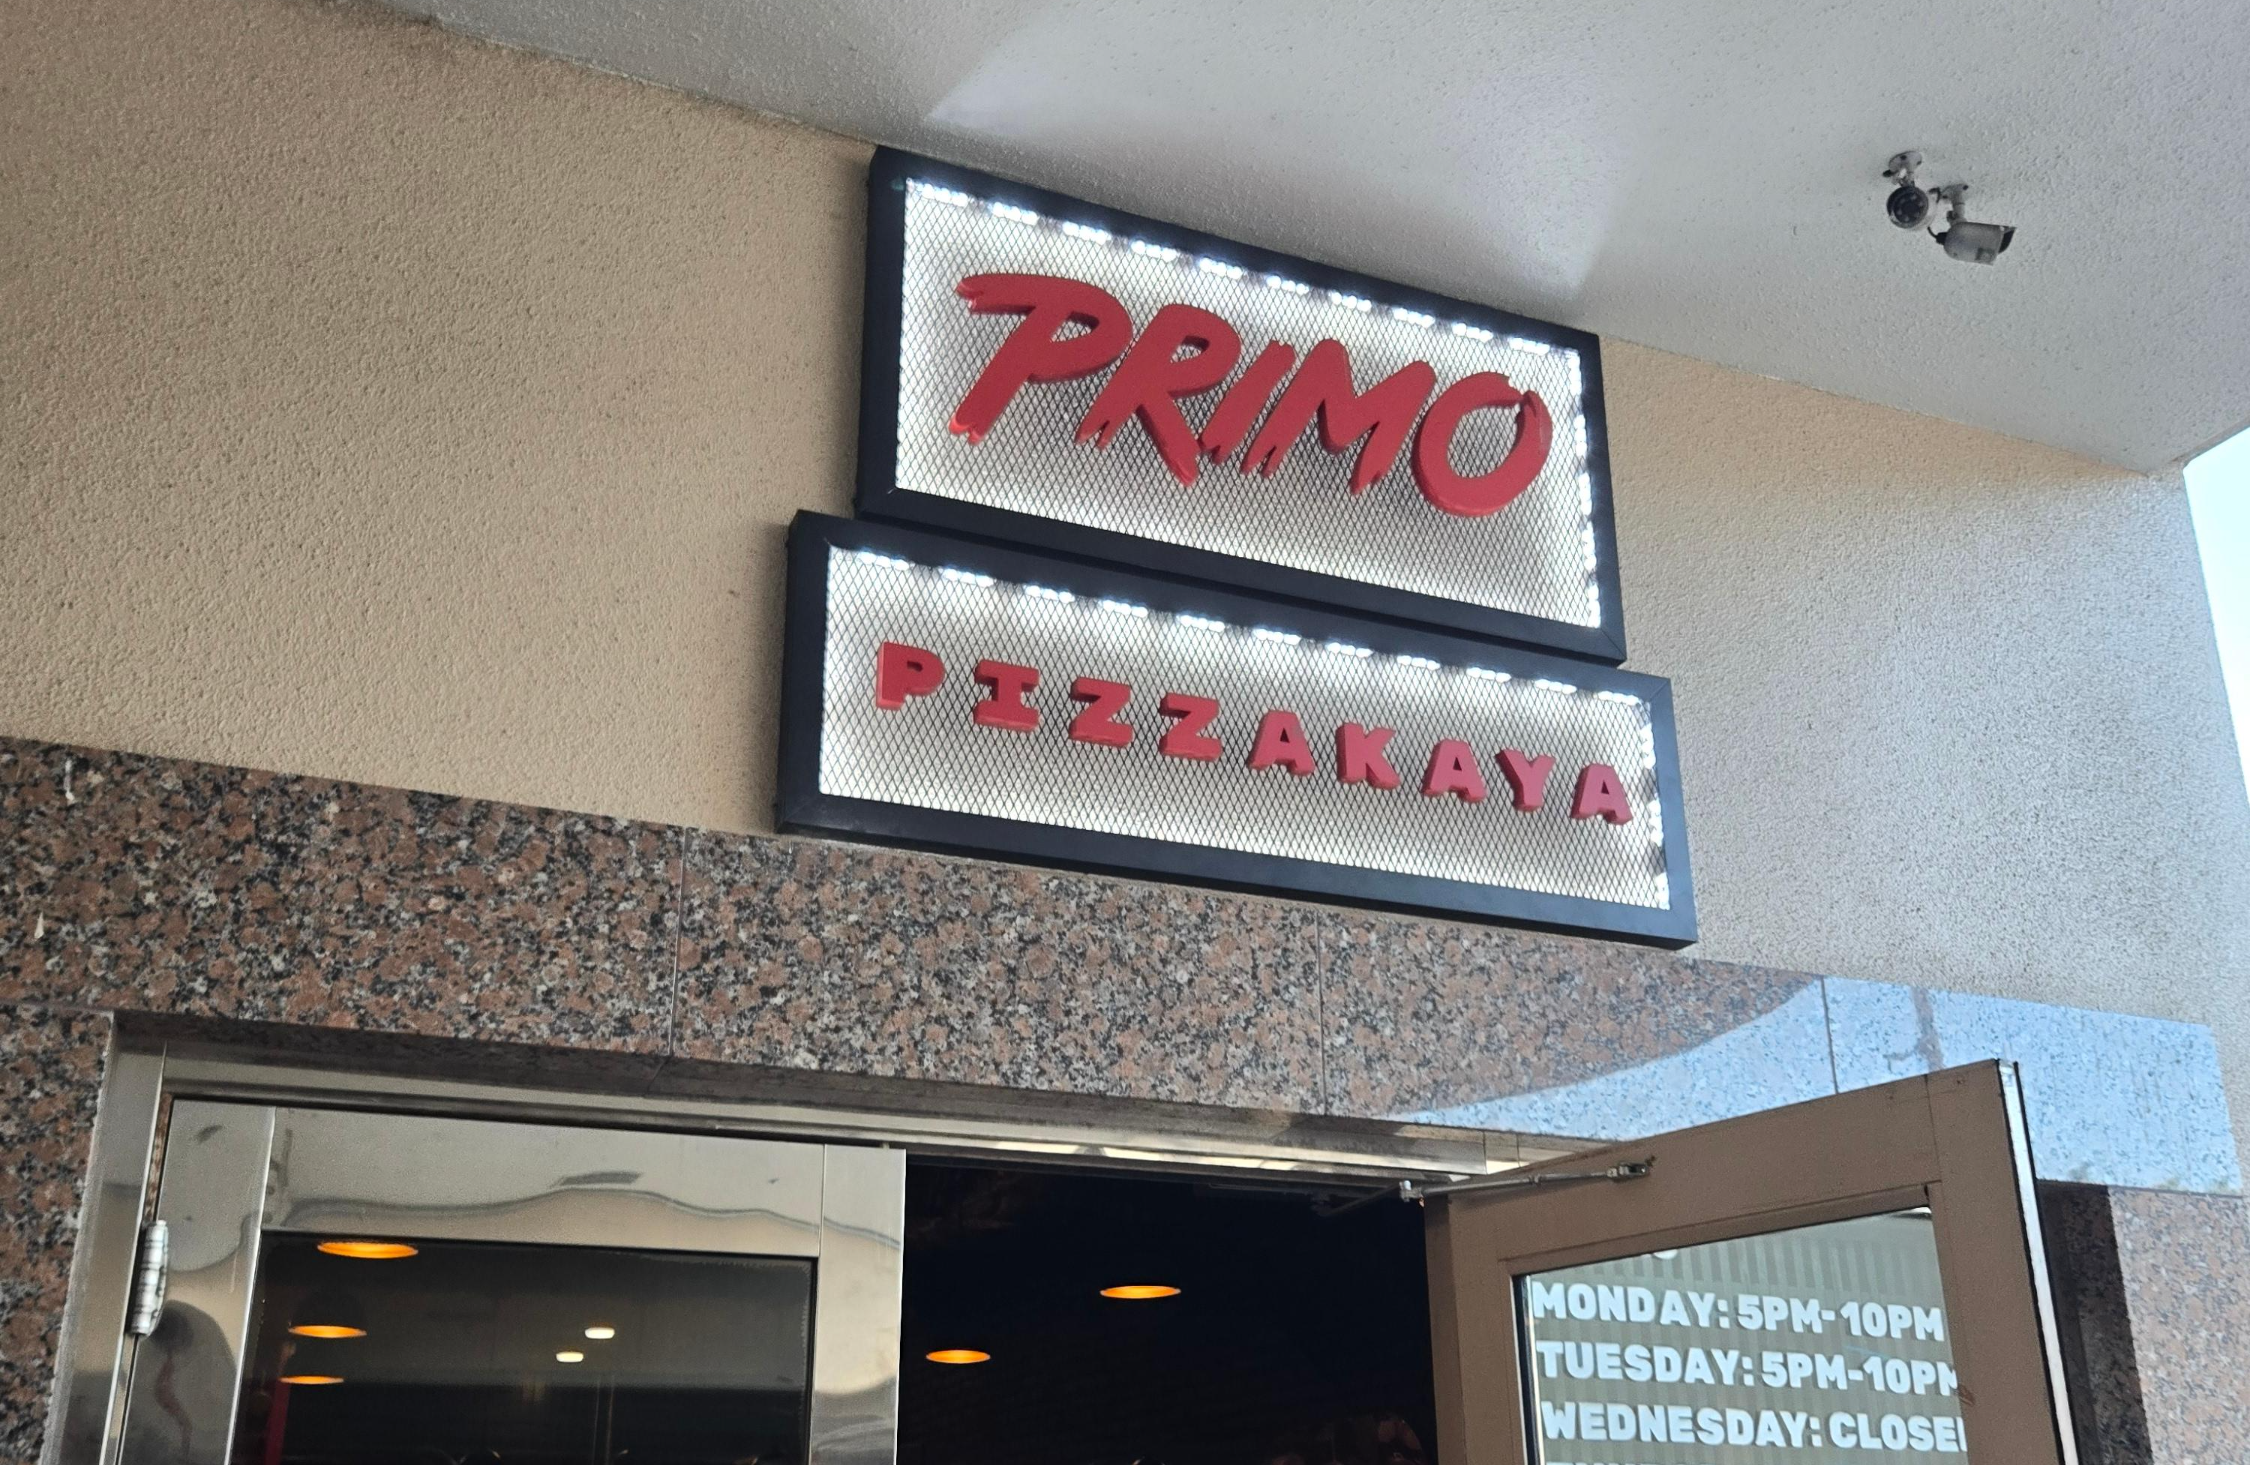 PRIMO
PIZZAKAYA
MONDAY: 5PM-10PM
TUESDAY: 5PM-10PM
WEDNESDAY: CLOSE